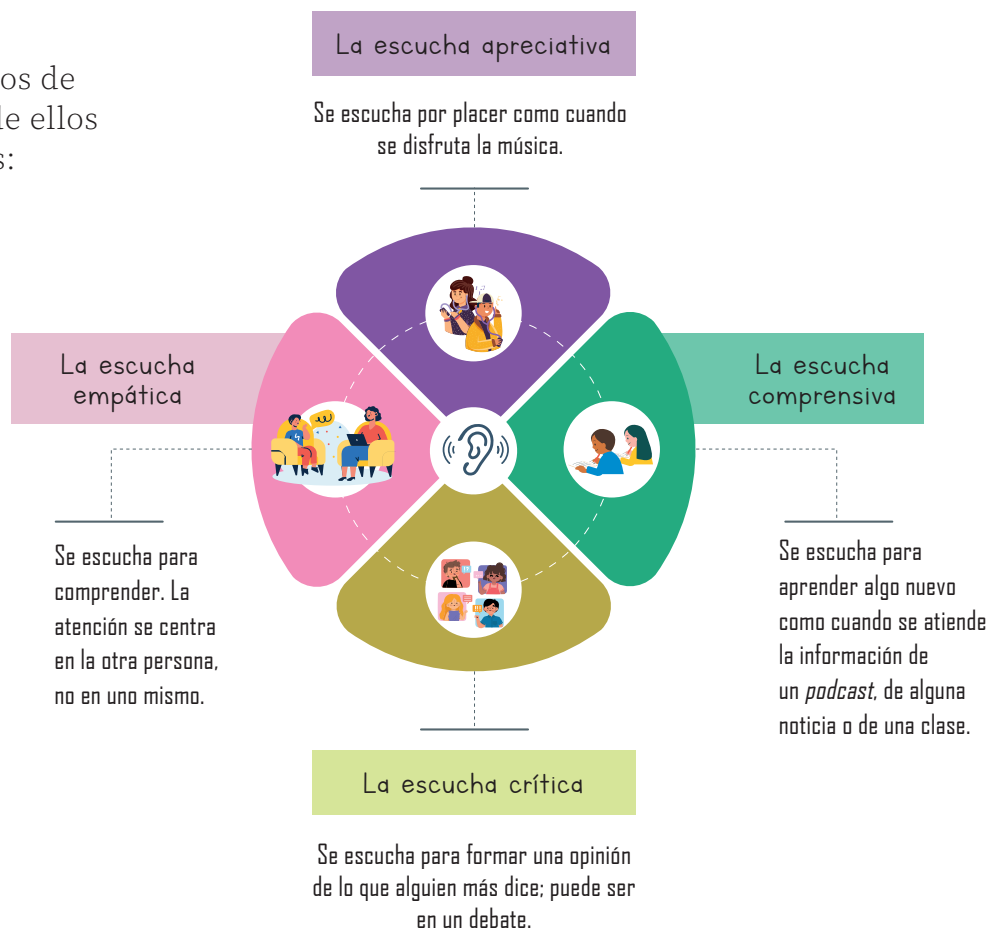 La escucha apreciativa
os de
le ellos
s:
Se escucha por placer como cuando
se disfruta la música.
La escucha
empática
La escucha
comprensiva
Se escucha para
comprender. La
atención se centra
en la otra persona,
no en uno mismo.
Se escucha para
aprender algo nuevo
como cuando se atiende
la información de
un podcast, de alguna
noticia o de una clase.
La escucha crítica
Se escucha para formar una opinión
de lo que alguien más dice; puede ser
en un debate.